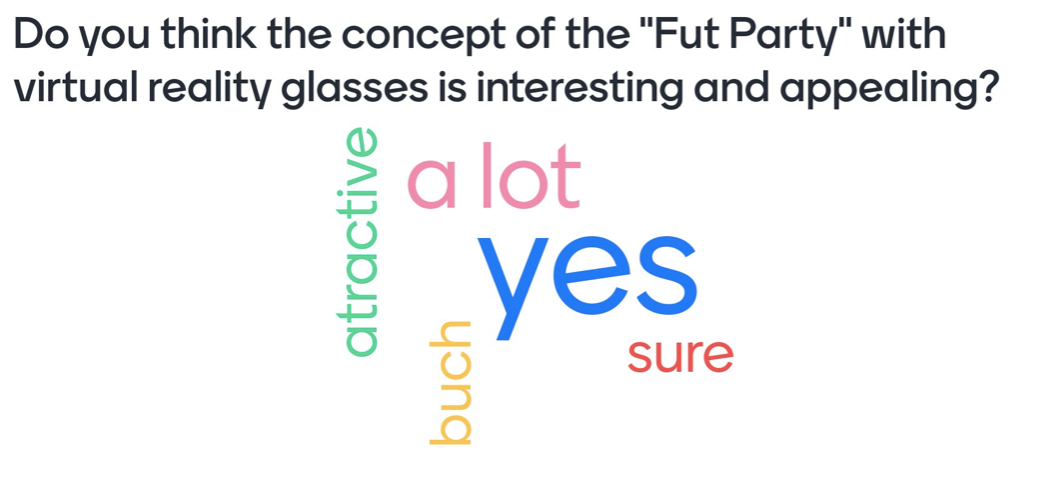 Do you think the concept of the "Fut Party" with
virtual reality glasses is interesting and appealing?
atractive
a lot
yes
buch
sure